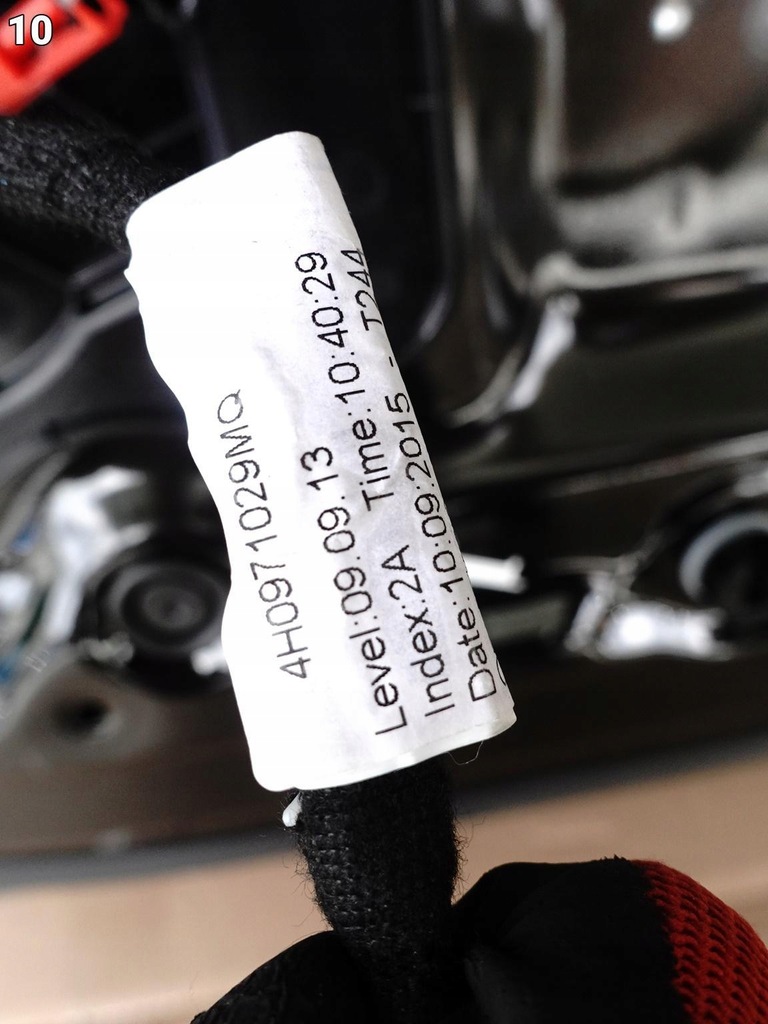 10
4H0971029MQ
Level:09.09.13
Index:2A Time:10:40:29
Date:10:09:2015 - T244